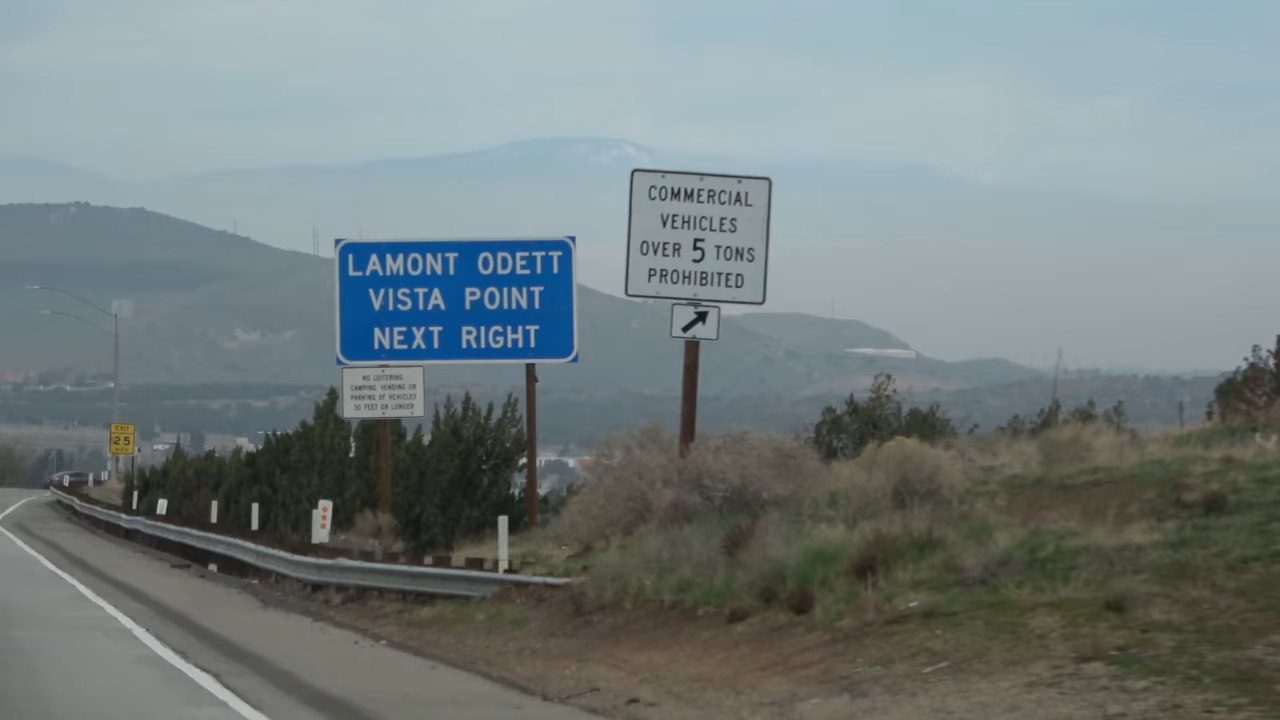 LAMONT ODETT
VISTA POINT
NEXT RIGHT
NO LOITERING
CAMPING VENDING OR
PARKING OF VEHICLES
30 FEET OR LONGER
COMMERCIAL
VEHICLES
OVER 5 TONS
PROHIBITED
EXIT
25